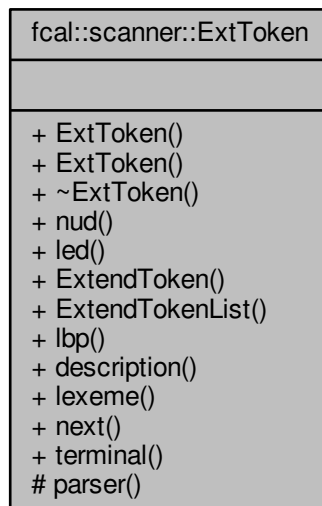 fcal::scanner::ExtToken
+ ExtToken()
+ ExtToken()
+ ~ExtToken()
+ nud()
+ led()
+ ExtendToken()
+ ExtendTokenList()
+ lbp()
+ description()
+ lexeme()
+ next()
+ terminal()
# parser()